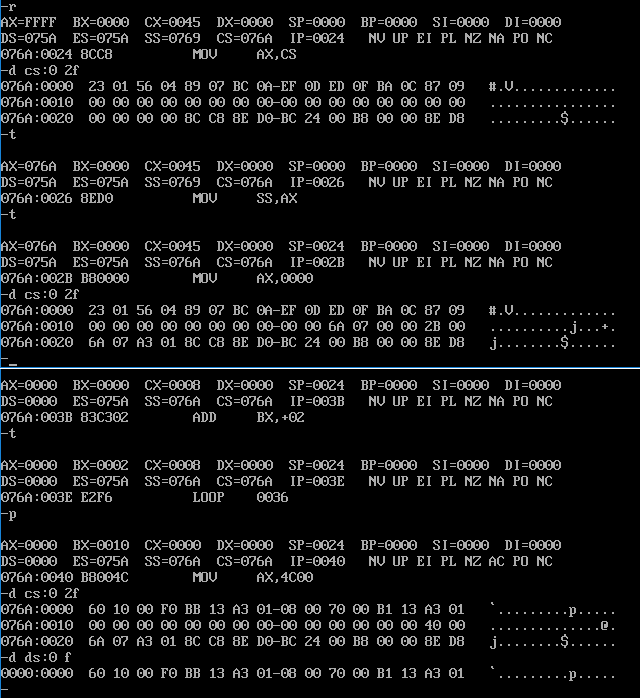 -r
AX=FFFF  BX=0000  CX=0045  DX=0000  SP=0000  BP=0000  SI=0000  DI=0000
DS=075A  ES=075A  SS=0769  CS=076A  IP=0024   NV UP EI PL NZ NA PO NC
076A:0024 8CC8          MOV     AX,CS
-d cs:0 2f
076A:0000  23 01 56 04 89 07 BC 0A-EF 0D ED 0F BA 0C 87 09   #.V.............
076A:0010  00 00 00 00 00 00 00 00-00 00 00 00 00 00 00 00   ................
076A:0020  00 00 00 00 8C C8 8E D0-BC 24 00 B8 00 00 8E D8   .........$......
-t
AX=076A  BX=0000  CX=0045  DX=0000  SP=0000  BP=0000  SI=0000  DI=0000
DS=075A  ES=075A  SS=0769  CS=076A  IP=0026   NV UP EI PL NZ NA PO NC
076A:0026 8ED0          MOV     SS,AX
-t
AX=076A  BX=0000  CX=0045  DX=0000  SP=0024  BP=0000  SI=0000  DI=0000
DS=075A  ES=075A  SS=076A  CS=076A  IP=002B   NV UP EI PL NZ NA PO NC
076A:002B B80000        MOV     AX,0000
-d cs:0 2f
076A:0000  23 01 56 04 89 07 BC 0A-EF 0D ED 0F BA 0C 87 09   #.V.............
076A:0010  00 00 00 00 00 00 00 00-00 00 6A 07 00 00 2B 00   ..........j...+.
076A:0020  6A 07 A3 01 8C C8 8E D0-BC 24 00 B8 00 00 8E D8   j........$......
-_
AX=0000  BX=0000  CX=0008  DX=0000  SP=0024  BP=0000  SI=0000  DI=0000
DS=0000  ES=075A  SS=076A  CS=076A  IP=003B   NV UP EI PL NZ NA PO NC
076A:003B 83C302        ADD     BX,+02
-t
AX=0000  BX=0002  CX=0008  DX=0000  SP=0024  BP=0000  SI=0000  DI=0000
DS=0000  ES=075A  SS=076A  CS=076A  IP=003E   NV UP EI PL NZ NA PO NC
076A:003E E2F6          LOOP    0036
-p
AX=0000  BX=0010  CX=0000  DX=0000  SP=0024  BP=0000  SI=0000  DI=0000
DS=0000  ES=075A  SS=076A  CS=076A  IP=0040   NV UP EI PL NZ AC PO NC
076A:0040 B8004C        MOV     AX,4C00
-d cs:0 2f
076A:0000  60 10 00 F0 BB 13 A3 01-08 00 70 00 B1 13 A3 01   `.........p.....
076A:0010  00 00 00 00 00 00 00 00-00 00 00 00 00 00 40 00   ..............@.
076A:0020  6A 07 A3 01 8C C8 8E D0-BC 24 00 B8 00 00 8E D8   j........$......
-d ds:0 f
0000:0000  60 10 00 F0 BB 13 A3 01-08 00 70 00 B1 13 A3 01   `.........p.....
-